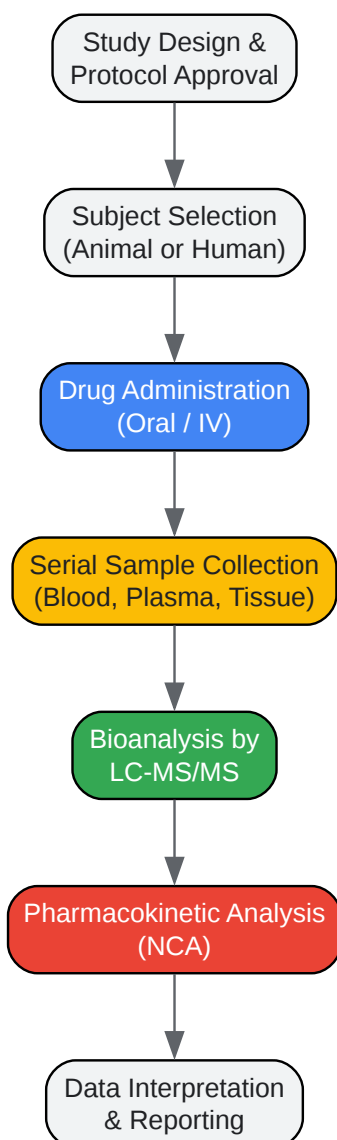 Study Design &
Protocol Approval
Subject Selection
(Animal or Human)
Drug Administration
(Oral / IV)
Serial Sample Collection
(Blood, Plasma, Tissue)
Bioanalysis by
LC-MS/MS
Pharmacokinetic Analysis
(NCA)
Data Interpretation
& Reporting